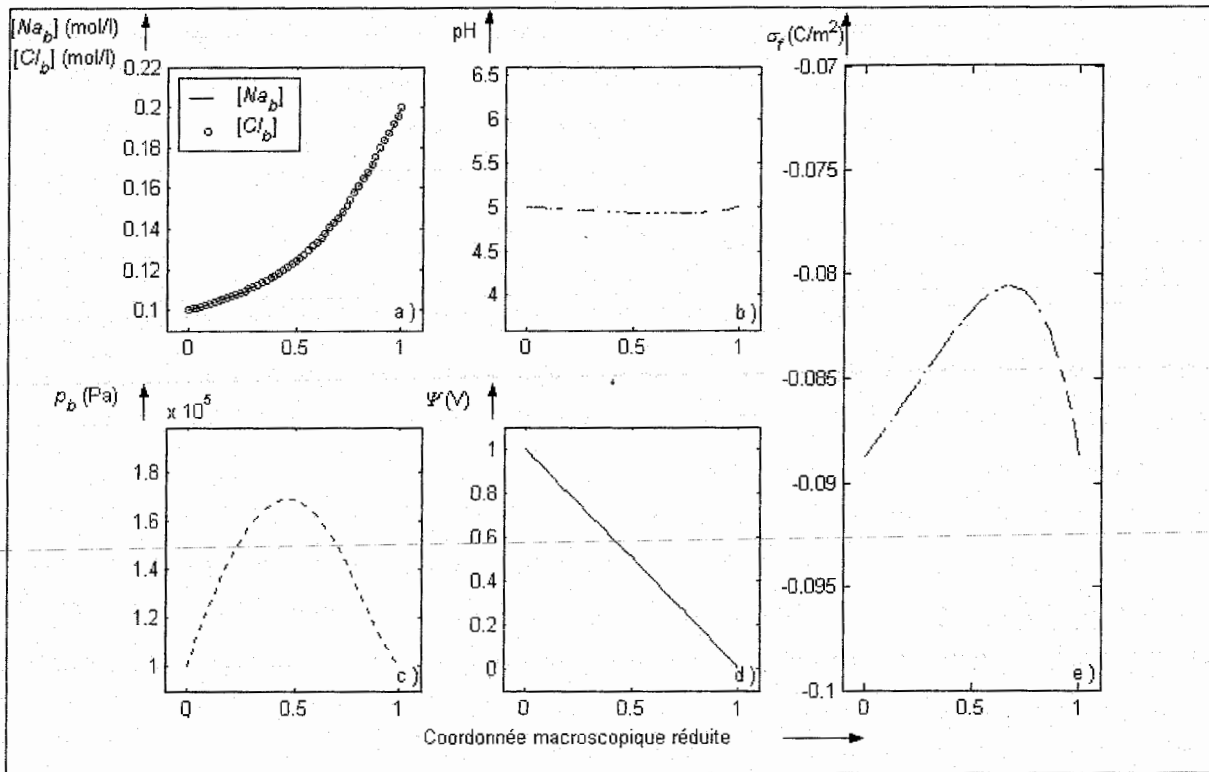 [Na_b] (mol/l)
[Cl_b] (mol/l)
0.22
0.2
0.18
0.16
0.14
0.12
0.1
[Na_b]
[Cl_b]
a )
0 0.5 1
pH
6.5
6
5.5
5
4.5
4
b )
0 1
σ_f (C/m²)
-0.07
-0.075
-0.08
-0.085
-0.09
-0.095
-0.1
e )
0 0.5 1
p_b (Pa)
x 10⁵
1.8
1.6
1.4
1.2
1
c )
0 0.5 1
Ψ(V)
1
0.8
0.6
0.4
0.2
0
d )
0 0.5 1
Coordonnée macroscopique réduite